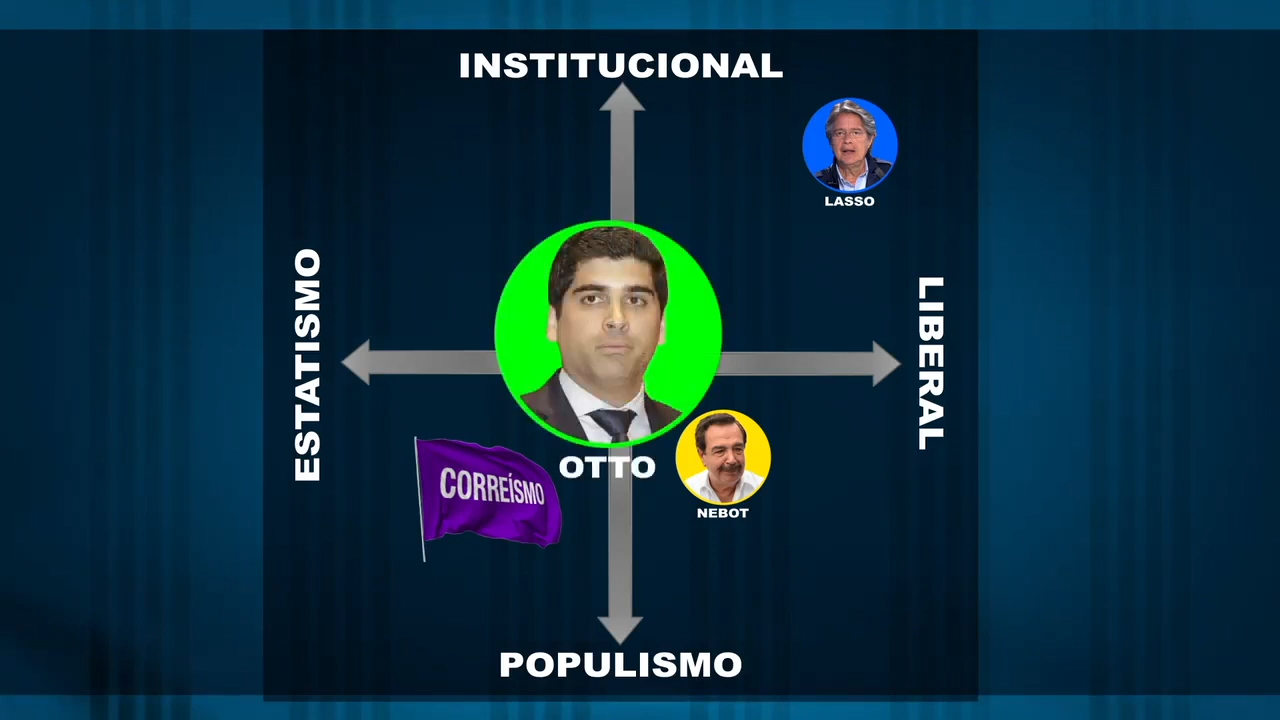 INSTITUCIONAL
LASSO
ESTATISMO
LIBERAL
OTTO
CORREÍSMO
NEBOT
POPULISMO